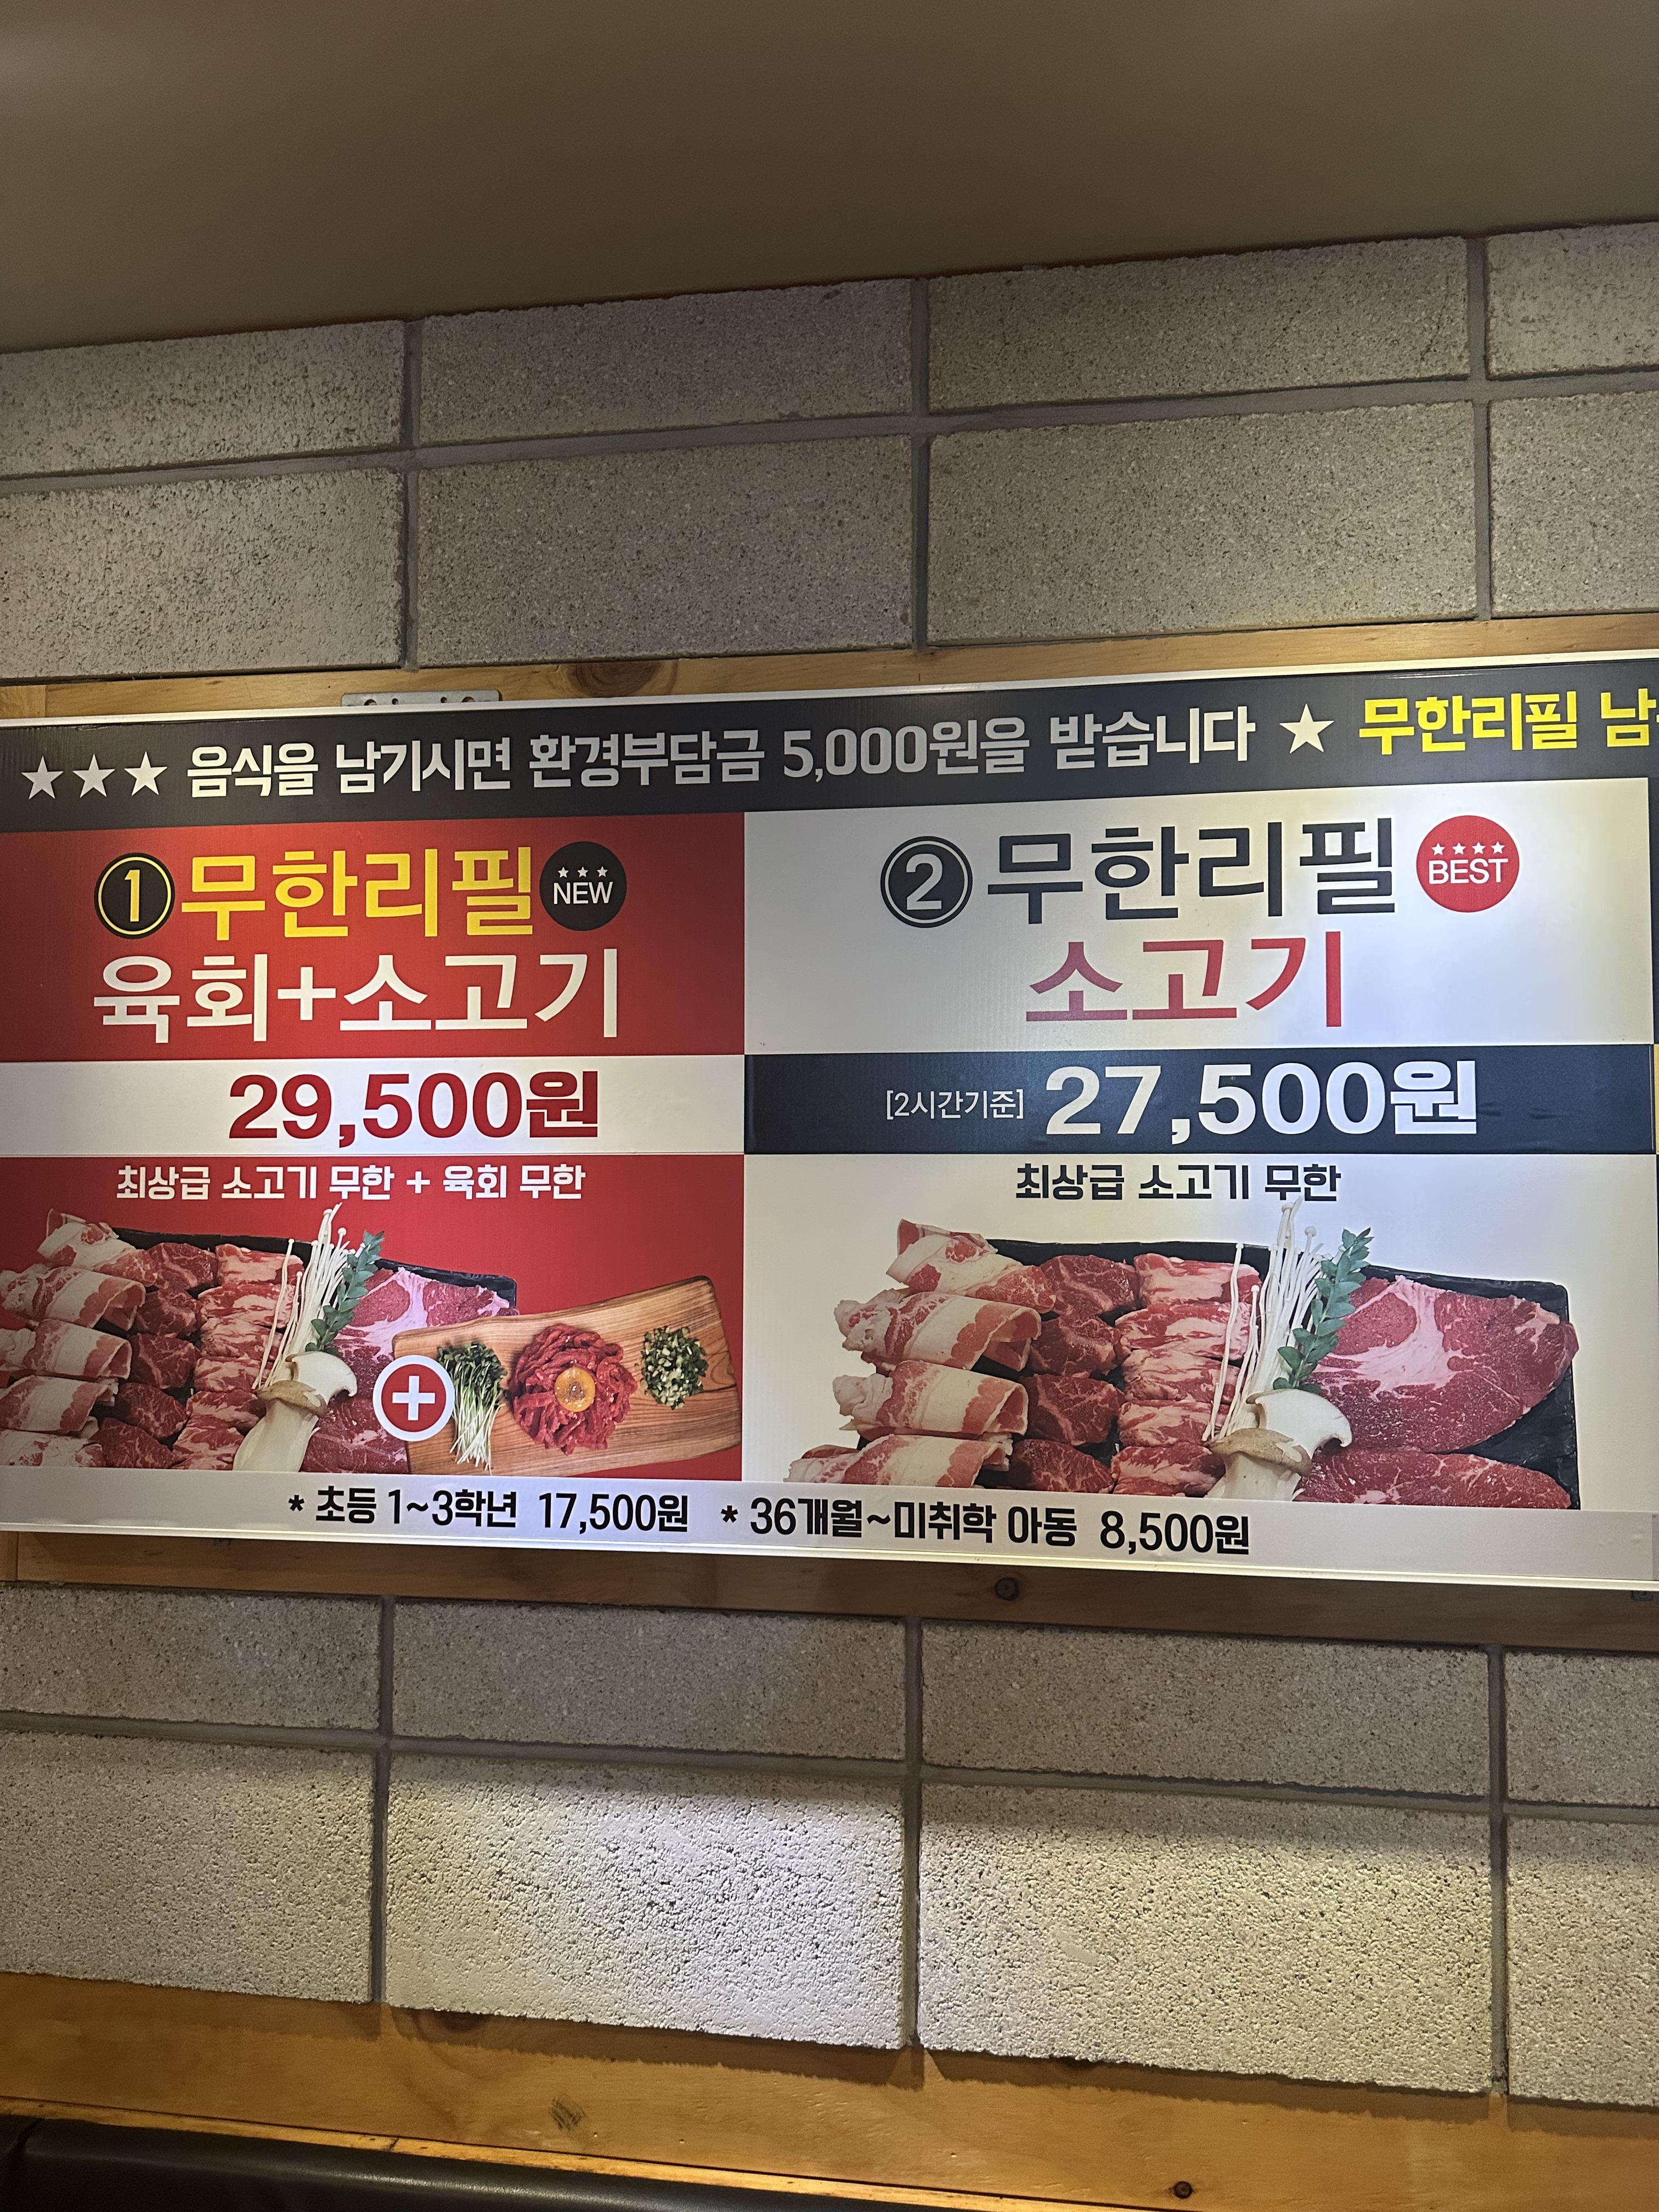 ★★★ 음식을 남기시면 환경부담금 5,000원을 받습니다 ★ 무한리필 남
① 무한리필 NEW
육회+소고기
29,500원
최상급 소고기 무한 + 육회 무한
② 무한리필 BEST
소고기
[2시간기준] 27,500원
최상급 소고기 무한
* 초등 1~3학년 17,500원 * 36개월~미취학 아동 8,500원